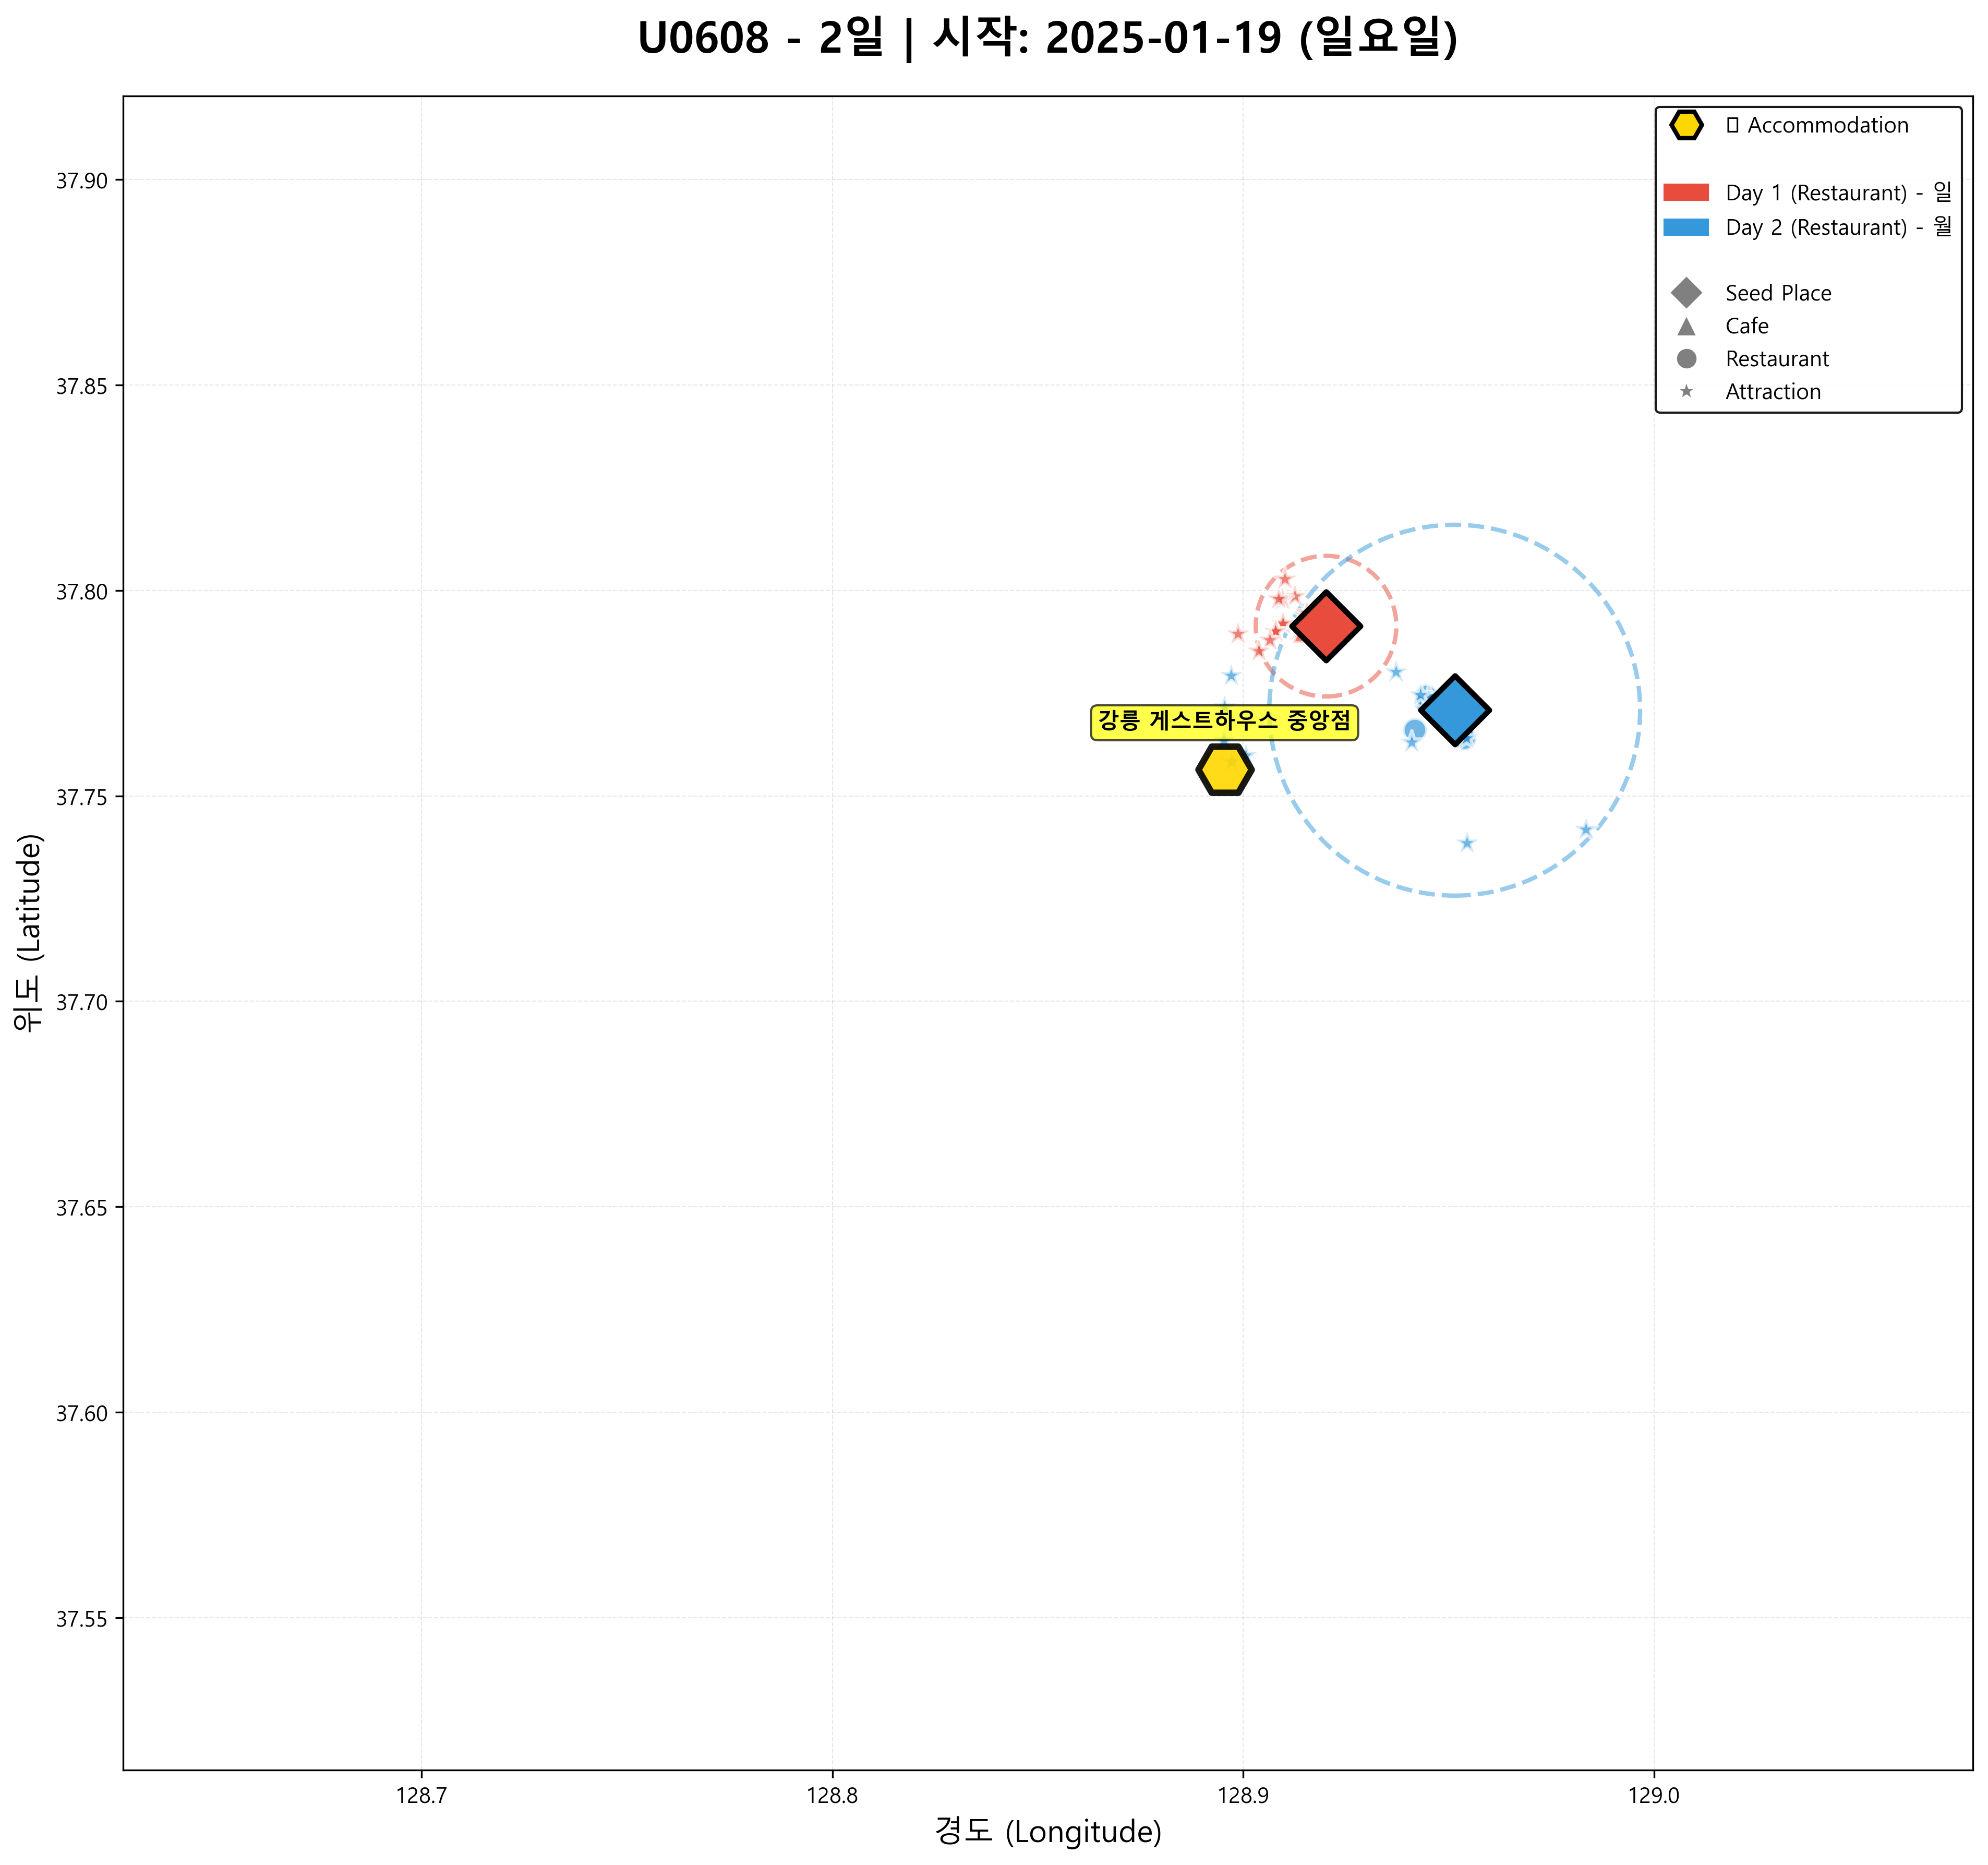 U0608 - 2일 | 시작: 2025-01-19 (일요일)
Accommodation
Day 1 (Restaurant) - 일
Day 2 (Restaurant) - 월
Seed Place
Cafe
Restaurant
Attraction
37.90
37.85
37.80
37.75
37.70
37.65
37.60
37.55
강릉 게스트하우스 중앙점
위도 (Latitude)
128.7
128.8
128.9
129.0
경도 (Longitude)